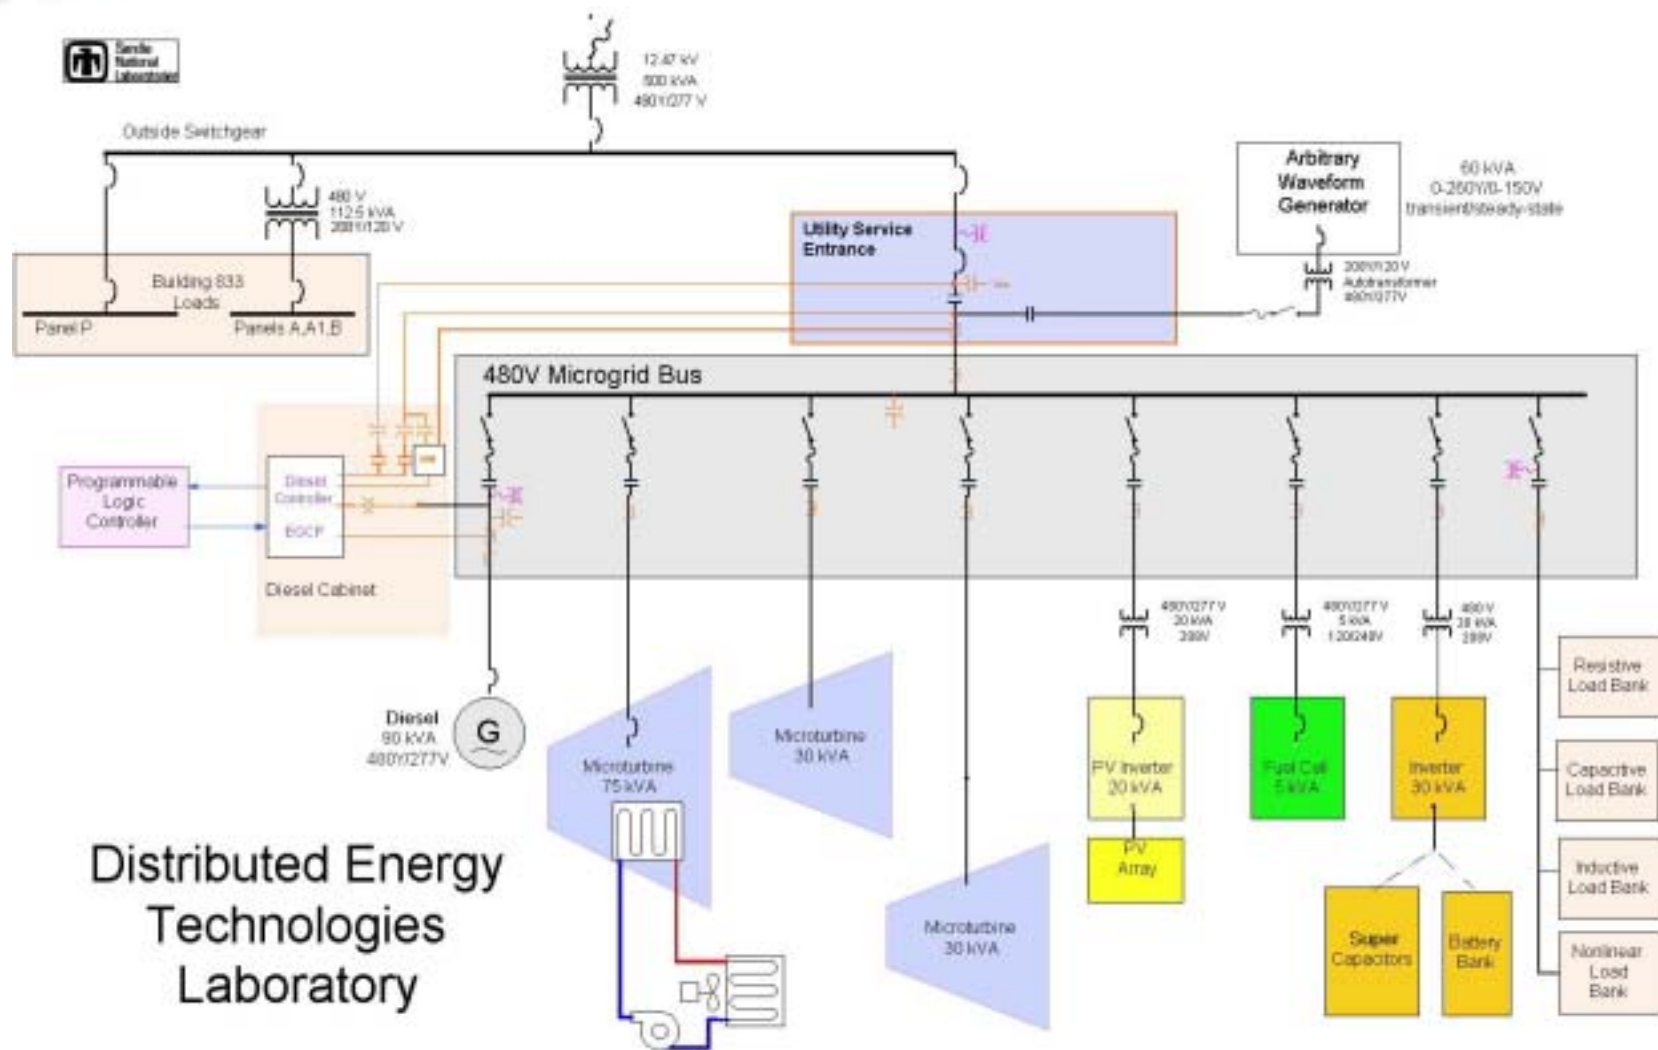 Sandia
National
Laboratories
12.47 kV
500 kVA
480Y/277 V
Outside Switchgear
480 V
112.5 kVA
208Y/120 V
Building 833
Loads
Panel P
Panels A,A1,B
Utility Service
Entrance
Arbitrary
Waveform
Generator
60 kVA
0-260Y/0-150V
transient/steady-state
208Y/120 V
Autotransformer
480Y/277V
480V Microgrid Bus
Programmable
Logic
Controller
Diesel
Controller
EGCP
Diesel Cabinet
480Y/277 V
20 kVA
208V
480Y/277 V
5 kVA
120/240V
480 V
30 kVA
208V
Diesel
90 kVA
480Y/277V
G
Microturbine
75 kVA
Microturbine
30 kVA
Microturbine
30 kVA
PV Inverter
20 kVA
PV
Array
Fuel Cell
5 kVA
Inverter
30 kVA
Super
Capacitors
Battery
Bank
Resistive
Load Bank
Capacitive
Load Bank
Inductive
Load Bank
Nonlinear
Load
Bank
Distributed Energy
Technologies
Laboratory